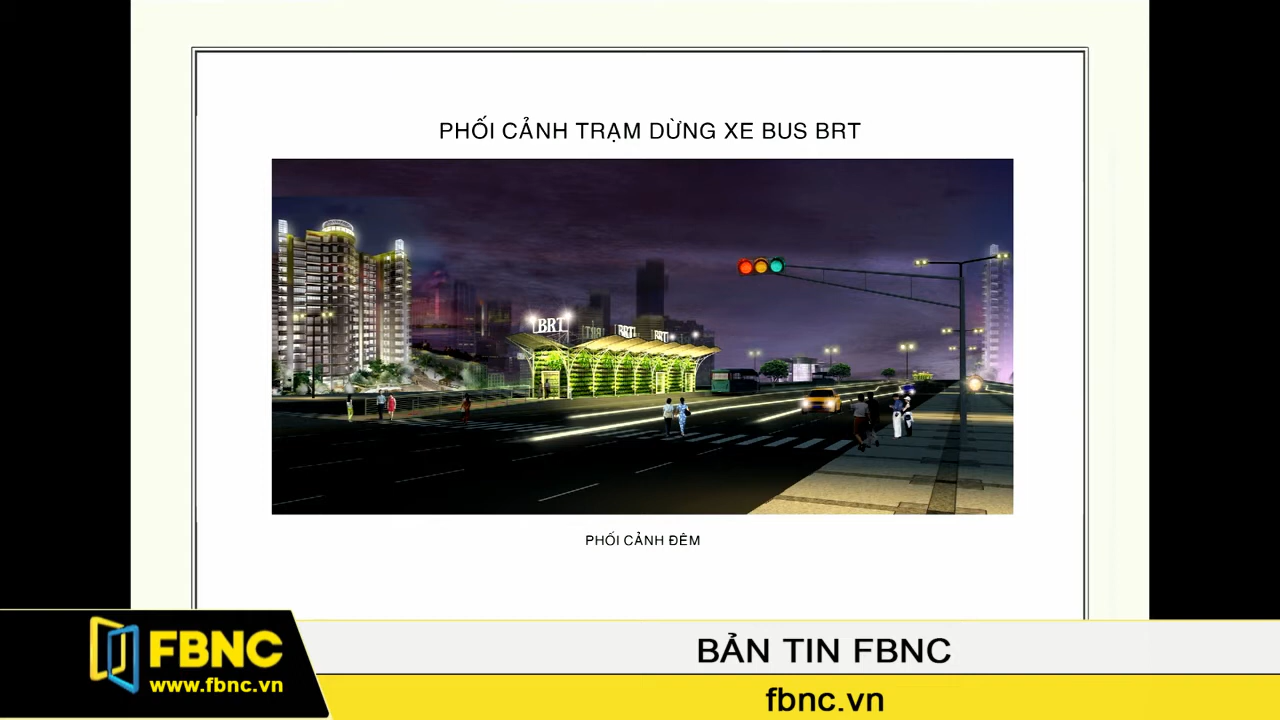 PHỐI CẢNH TRẠM DỪNG XE BUS BRT
BRT
BRT
BRT
PHỐI CẢNH ĐÊM
FBNC
www.fbnc.vn
BẢN TIN FBNC
fbnc.vn